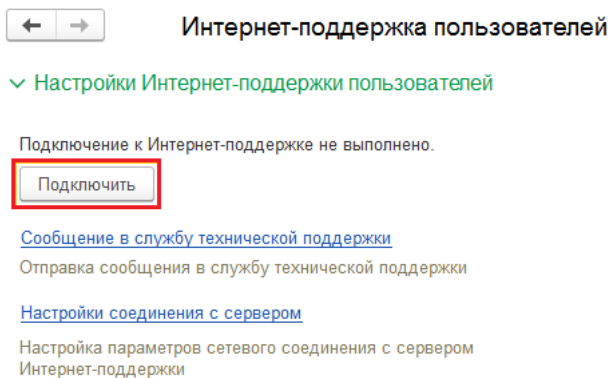 Интернет-поддержка пользователей
Настройки Интернет-поддержки пользователей
Подключение к Интернет-поддержке не выполнено.
Подключить
Сообщение в службу технической поддержки
Отправка сообщения в службу технической поддержки
Настройки соединения с сервером
Настройка параметров сетевого соединения с сервером
Интернет-поддержки